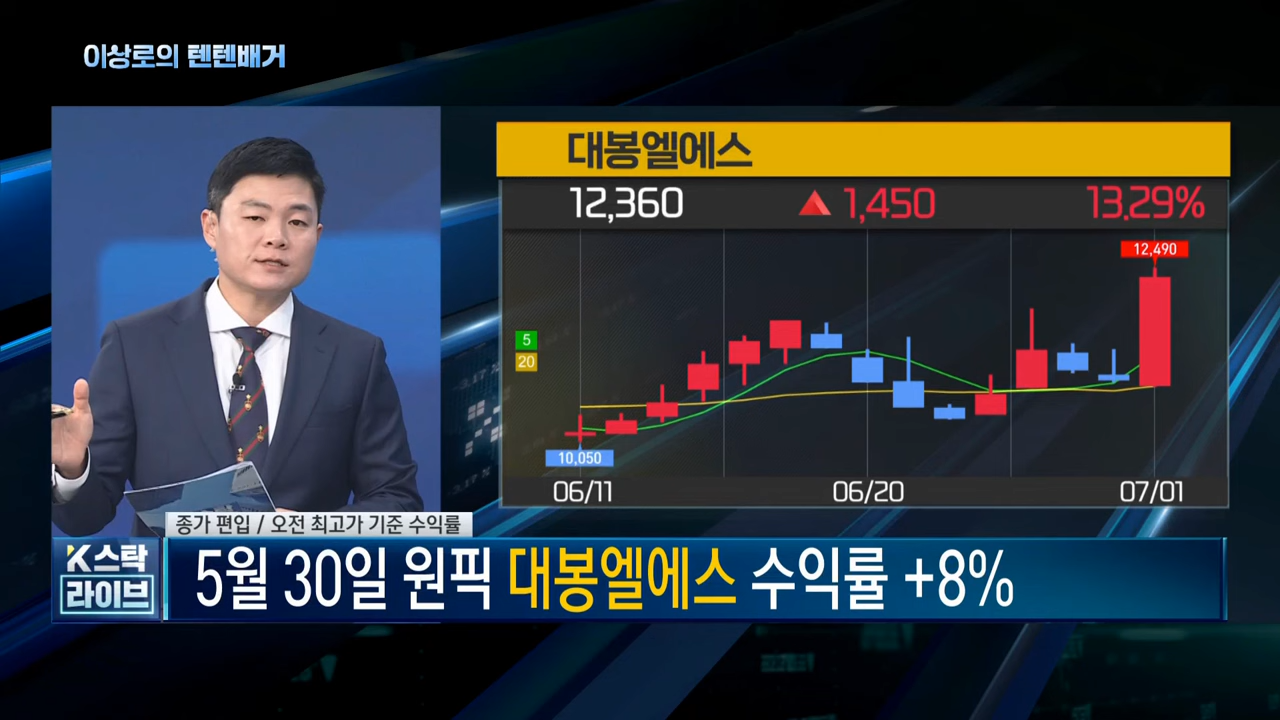 이상로의 텐텐배거
대봉엘에스
12,360 ▲ 1,450 13.29%
12,490
5
20
10,050
06/11 06/20 07/01
종가 편입 / 오전 최고가 기준 수익률
K스탁
라이브
5월 30일 원픽 대봉엘에스 수익률 +8%